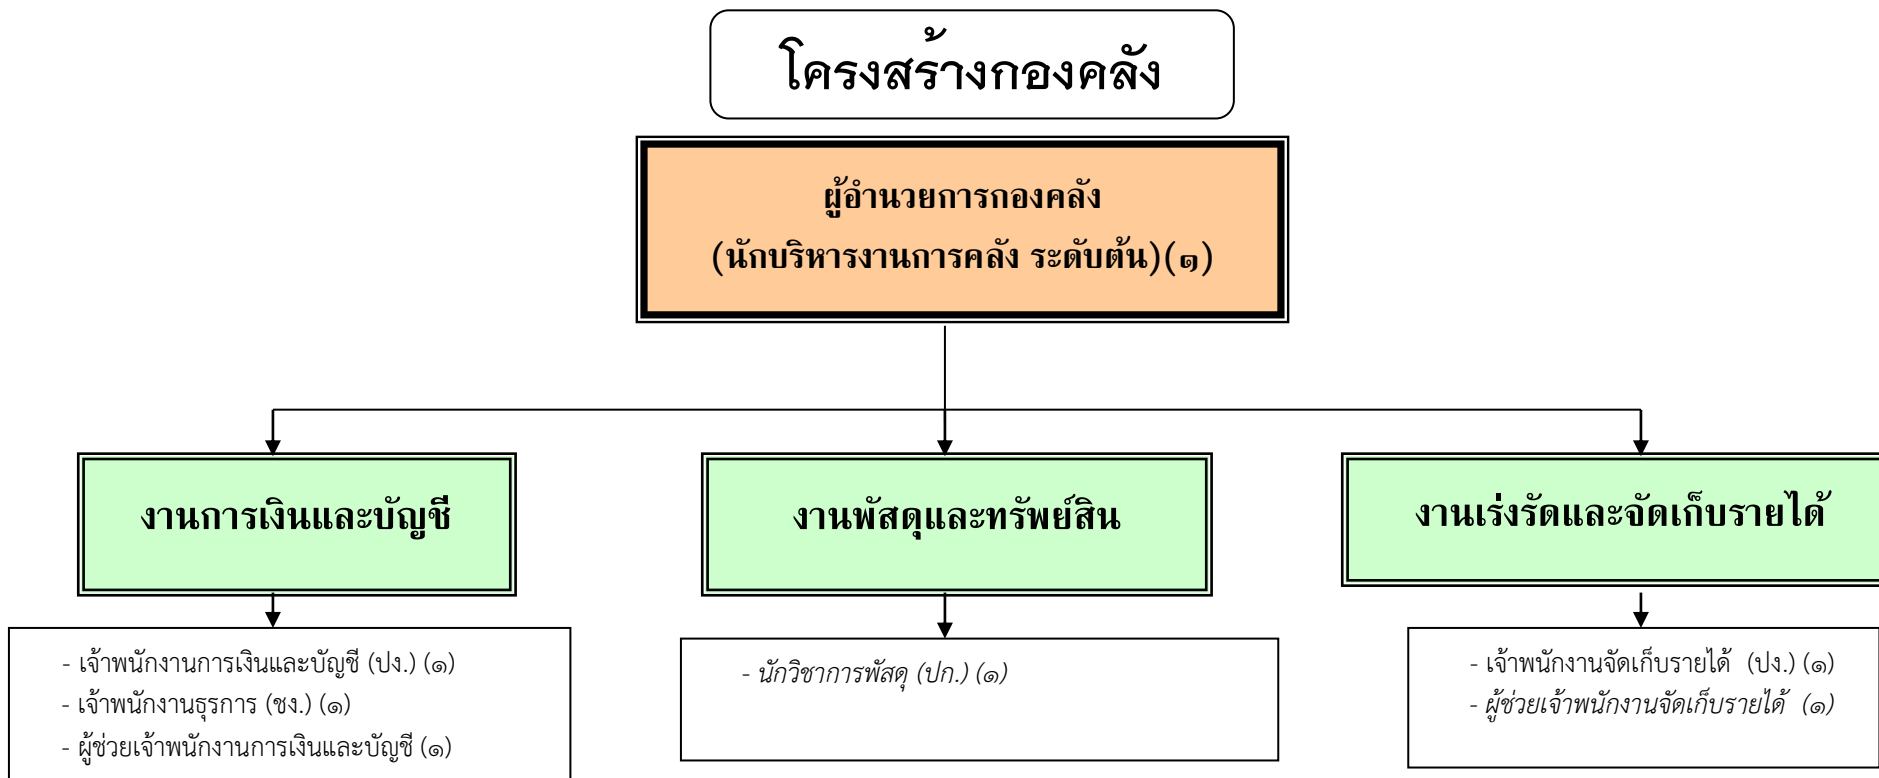 โครงสร้างกองคลัง
ผู้อำนวยการกองคลัง
(นักบริหารงานการคลัง ระดับต้น)(๑)
งานการเงินและบัญชี
งานพัสดุและทรัพย์สิน
งานเร่งรัดและจัดเก็บรายได้
- เจ้าพนักงานการเงินและบัญชี (ปง.) (๑)
- เจ้าพนักงานธุรการ (ชง.) (๑)
- ผู้ช่วยเจ้าพนักงานการเงินและบัญชี (๑)
- นักวิชาการพัสดุ (ปก.) (๑)
- เจ้าพนักงานจัดเก็บรายได้ (ปง.) (๑)
- ผู้ช่วยเจ้าพนักงานจัดเก็บรายได้ (๑)